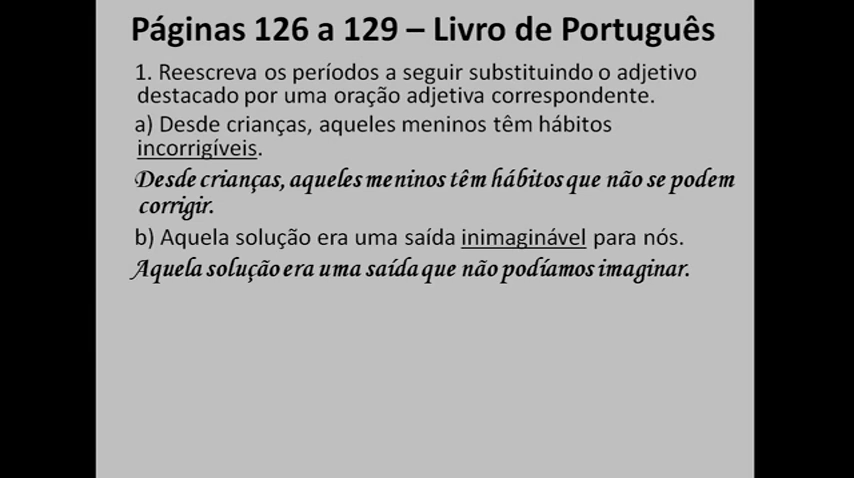 Páginas 126 a 129 – Livro de Português
1. Reescreva os períodos a seguir substituindo o adjetivo
destacado por uma oração adjetiva correspondente.
a) Desde crianças, aqueles meninos têm hábitos
incorrigíveis.
Desde crianças, aqueles meninos têm hábitos que não se podem
corrigir.
b) Aquela solução era uma saída inimaginável para nós.
Aquela solução era uma saída que não podíamos imaginar.